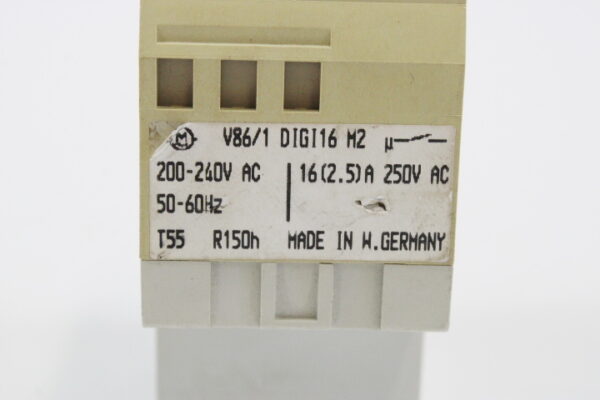 M V86/1 DIGI16 M2 µ
200-240V AC 16(2.5)A 250V AC
50-60Hz
T55 R150h MADE IN W.GERMANY